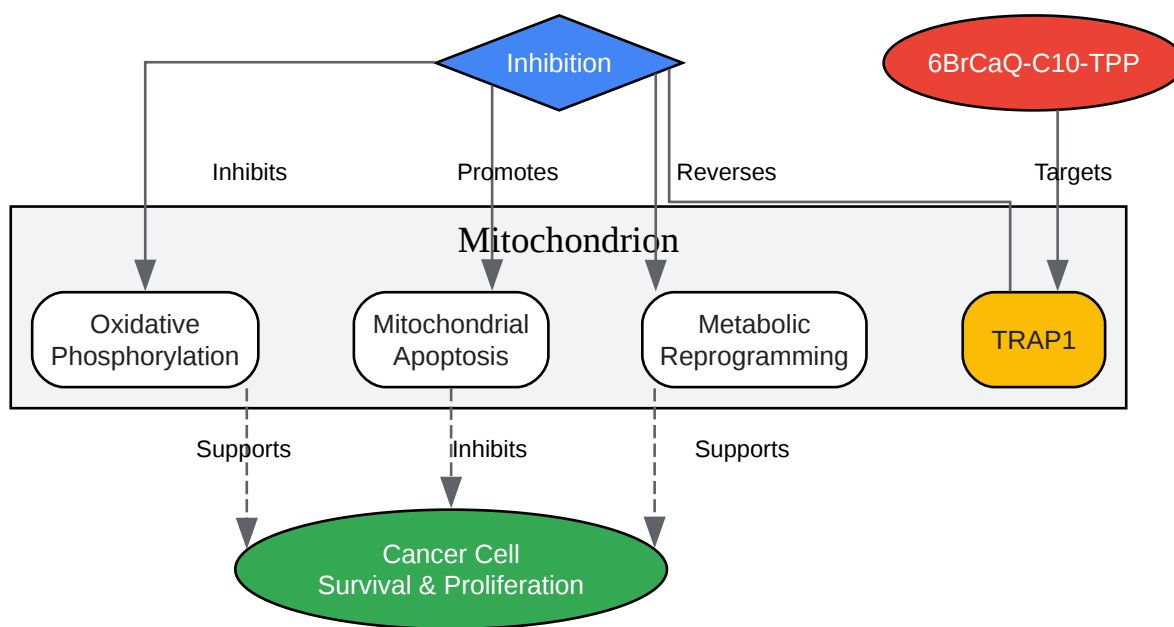 Inhibition
6BrCaQ-C10-TPP
Inhibits
Promotes
Reverses
Targets
Mitochondrion
Oxidative
Phosphorylation
Mitochondrial
Apoptosis
Metabolic
Reprogramming
TRAP1
Supports
Inhibits
Supports
Cancer Cell
Survival & Proliferation